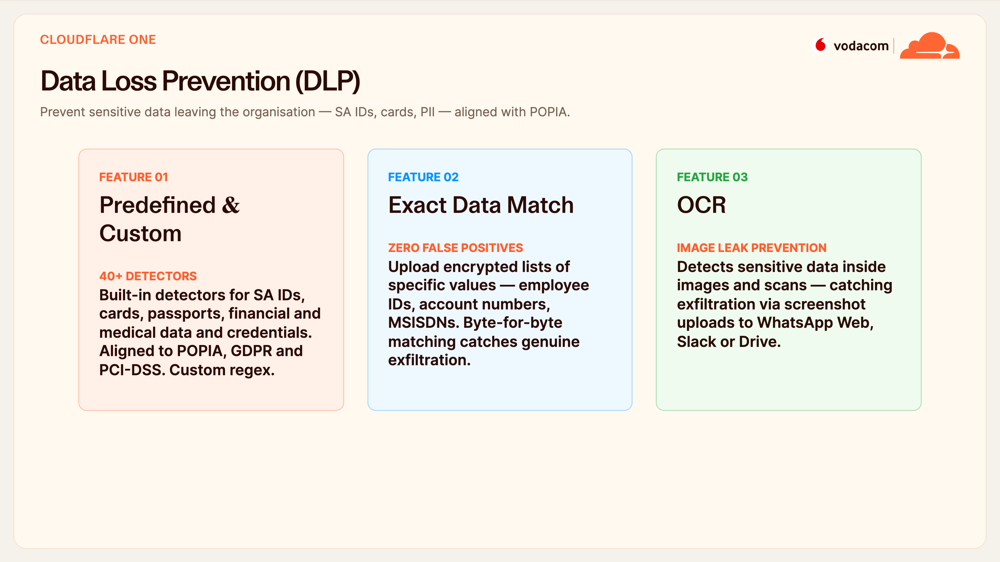 CLOUDFLARE ONE
vodacom
Data Loss Prevention (DLP)
Prevent sensitive data leaving the organisation — SA IDs, cards, PII — aligned with POPIA.
FEATURE 01
Predefined &
Custom
40+ DETECTORS
Built-in detectors for SA IDs,
cards, passports, financial and
medical data and credentials.
Aligned to POPIA, GDPR and
PCI-DSS. Custom regex.
FEATURE 02
Exact Data Match
ZERO FALSE POSITIVES
Upload encrypted lists of
specific values — employee
IDs, account numbers,
MSISDNs. Byte-for-byte
matching catches genuine
exfiltration.
FEATURE 03
OCR
IMAGE LEAK PREVENTION
Detects sensitive data inside
images and scans — catching
exfiltration via screenshot
uploads to WhatsApp Web,
Slack or Drive.